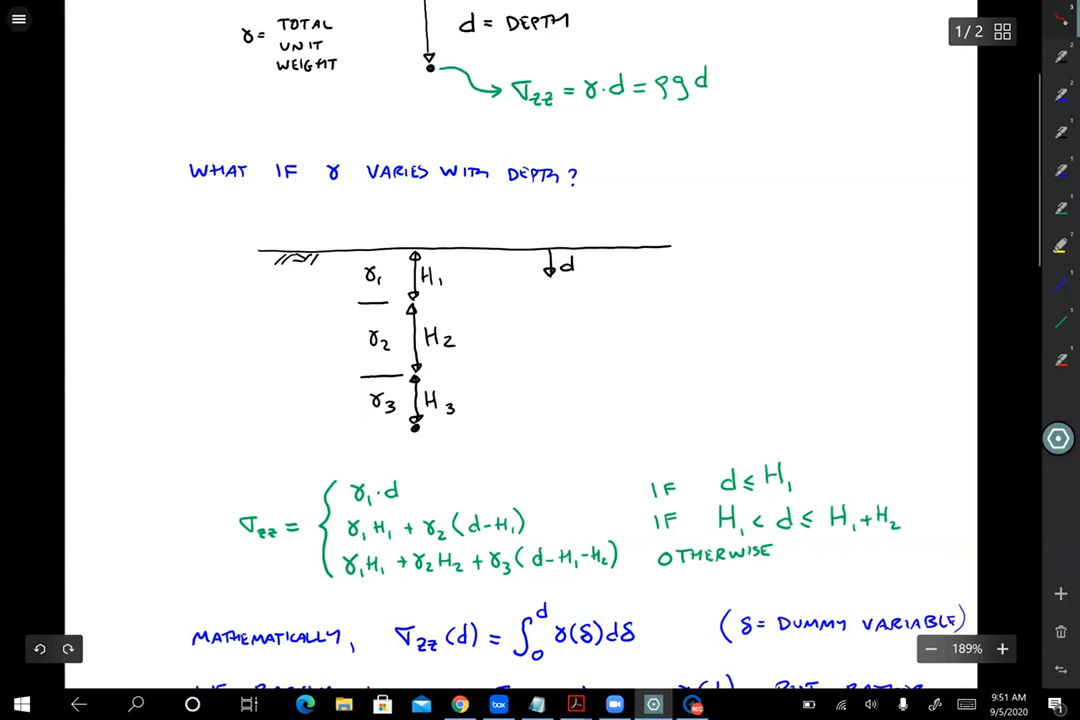 γ = TOTAL
UNIT
WEIGHT
d = DEPTH
σzz = γ·d = ρgd
WHAT IF γ VARIES WITH DEPTH?
d
γ1 H1
γ2 H2
γ3 H3
σzz = { γ1·d IF d ≤ H1
γ1H1 + γ2(d-H1) IF H1 < d ≤ H1+H2
γ1H1 + γ2H2 + γ3(d-H1-H2) OTHERWISE
MATHEMATICALLY, σzz(d) = ∫0^d γ(δ)dδ (δ = DUMMY VARIABLE)
1/2
189%
9:51 AM
9/5/2020